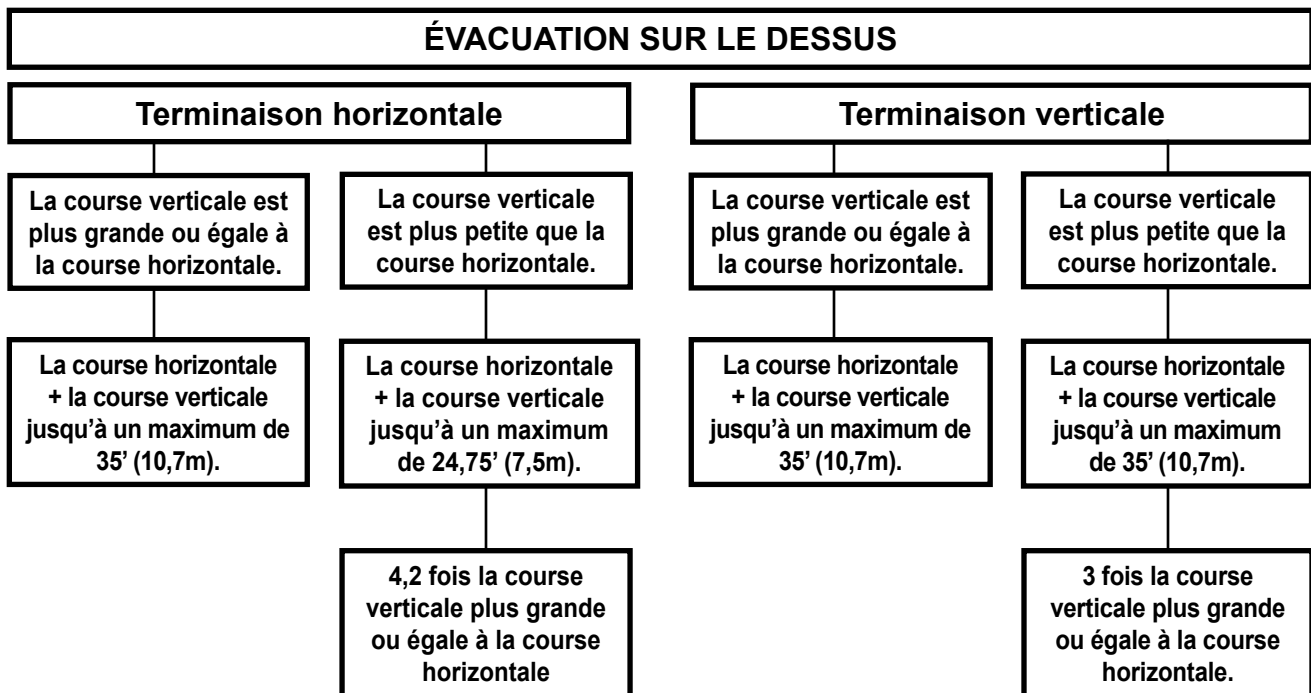 ÉVACUATION SUR LE DESSUS
Terminaison horizontale
La course verticale est
plus grande ou égale à
la course horizontale.
La course horizontale
+ la course verticale
jusqu’à un maximum de
35’ (10,7m).
La course verticale
est plus petite que la
course horizontale.
La course horizontale
+ la course verticale
jusqu’à un maximum
de 24,75’ (7,5m).
4,2 fois la course
verticale plus grande
ou égale à la course
horizontale
Terminaison verticale
La course verticale est
plus grande ou égale à
la course horizontale.
La course horizontale
+ la course verticale
jusqu’à un maximum de
35’ (10,7m).
La course verticale
est plus petite que la
course horizontale.
La course horizontale
+ la course verticale
jusqu’à un maximum
de 35’ (10,7m).
3 fois la course
verticale plus grande
ou égale à la course
horizontale.